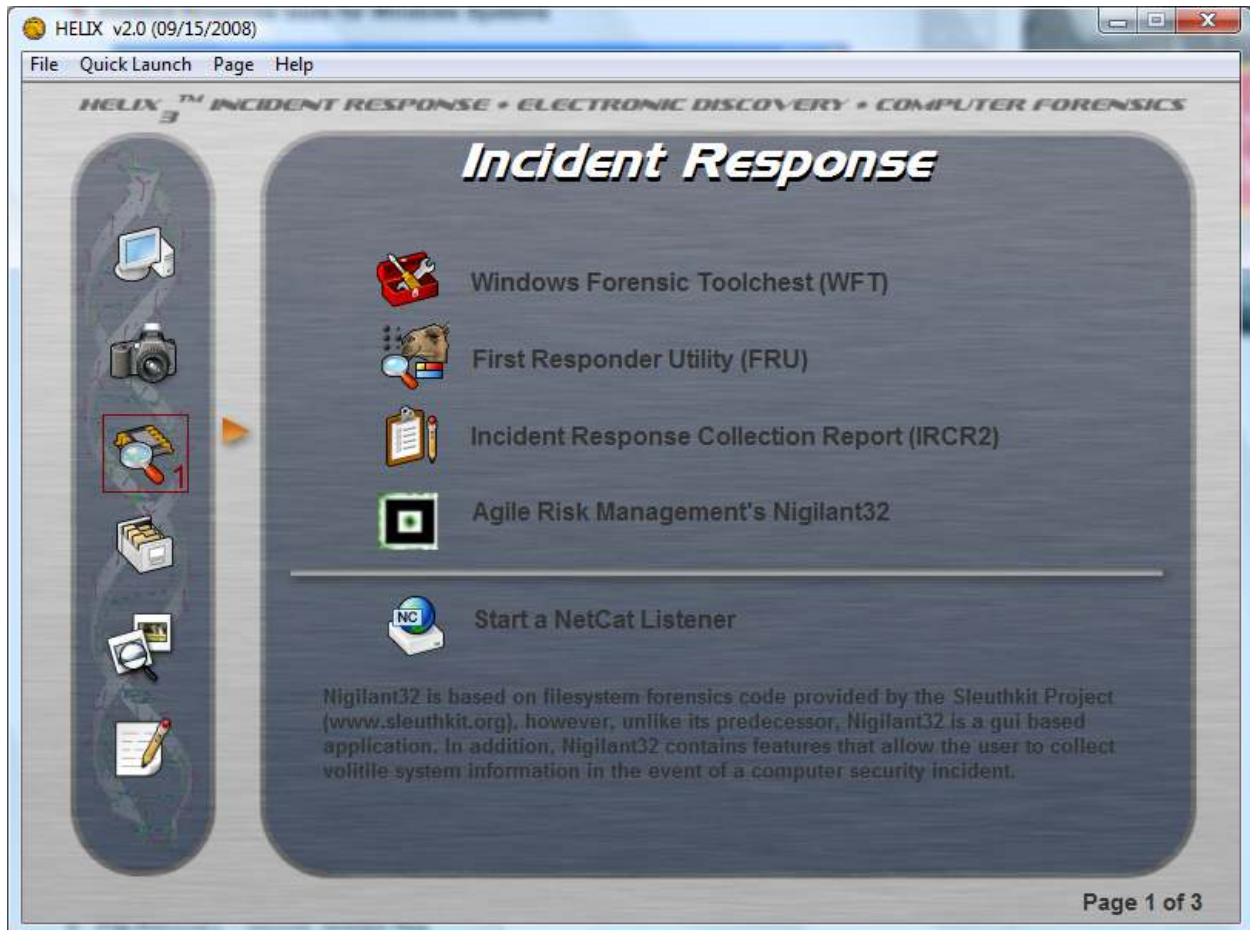 HELIX v2.0 (09/15/2008)
File Quick Launch Page Help
HELIX 3 ™ INCIDENT RESPONSE • ELECTRONIC DISCOVERY • COMPUTER FORENSICS
Incident Response
Windows Forensic Toolchest (WFT)
First Responder Utility (FRU)
1
Incident Response Collection Report (IRCR2)
Agile Risk Management's Nigilant32
NC
Start a NetCat Listener
Nigilant32 is based on filesystem forensics code provided by the Sleuthkit Project
(www.sleuthkit.org), however, unlike its predecessor, Nigilant32 is a gui based
application. In addition, Nigilant32 contains features that allow the user to collect
volitile system information in the event of a computer security incident.
Page 1 of 3